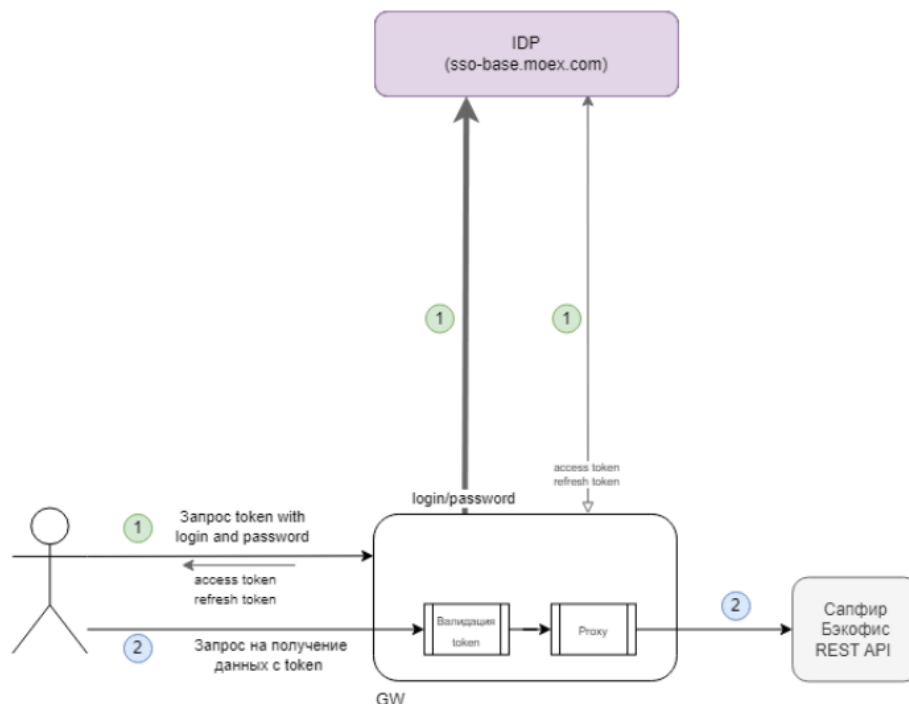 IDP
(sso-base.moex.com)
1
1
access token
refresh token
login/password
1
Запрос token with
login and password
access token
refresh token
2
Сапфир
Бэкофис
REST API
Валидация
token
Proxy
2
Запрос на получение
данных с token
GW